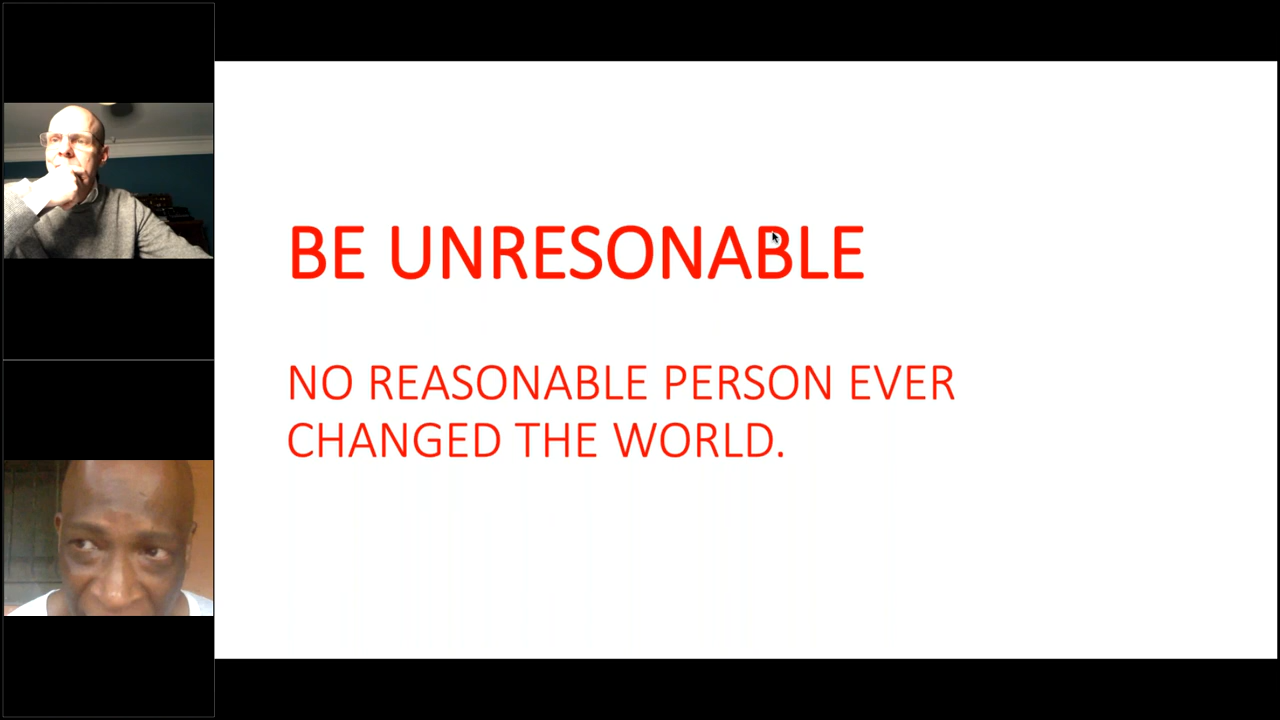 BE UNRESONABLE
NO REASONABLE PERSON EVER
CHANGED THE WORLD.